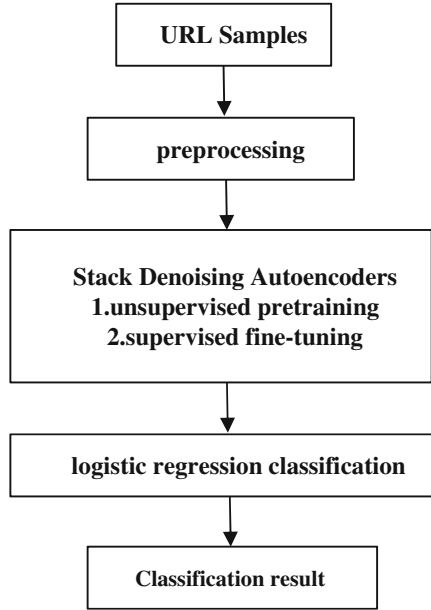 URL Samples
preprocessing
Stack Denoising Autoencoders
1.unsupervised pretraining
2.supervised fine-tuning
logistic regression classification
Classification result